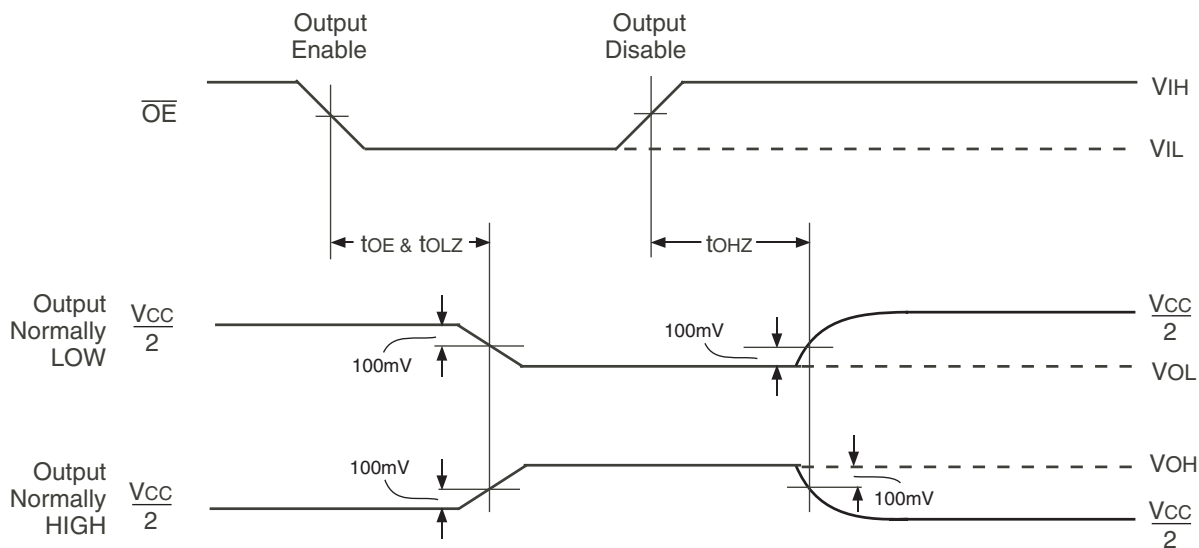 Output
Enable
Output
Disable
OE
VIH
VIL
tOE & tOLZ
tOHZ
Output
Normally
LOW
VCC
2
100mV
100mV
VCC
2
VOL
Output
Normally
HIGH
VCC
2
100mV
VOH
100mV
VCC
2